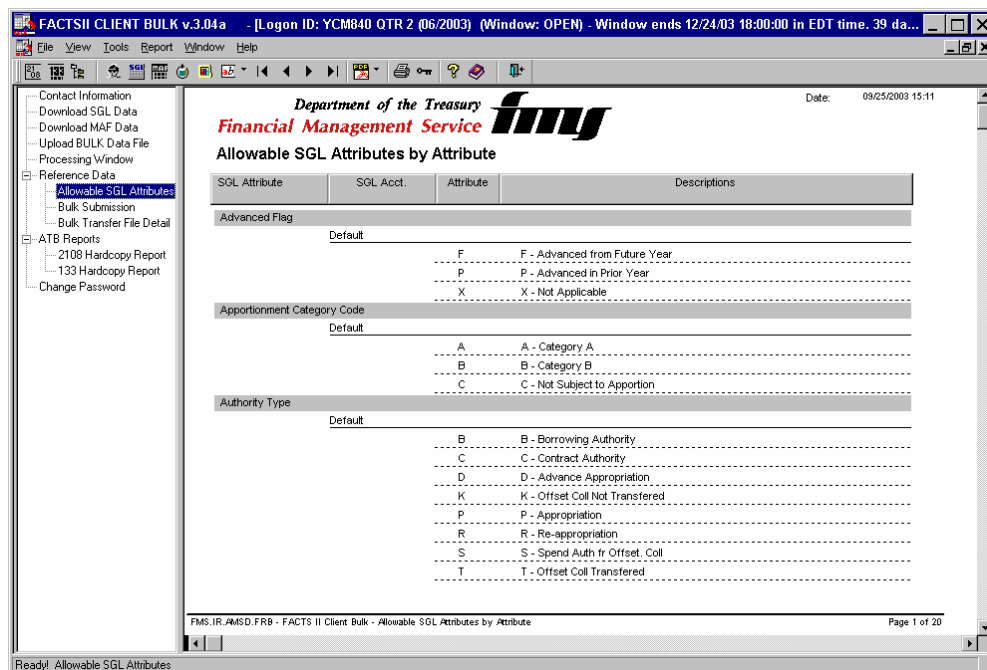 FACTSII CLIENT BULK v.3.04a - [Logon ID: YCM840 QTR 2 (06/2003) (Window: OPEN) - Window ends 12/24/03 18:00:00 in EDT time. 39 da...
File View Tools Report Window Help
Contact Information
Download SGL Data
Download MAF Data
Upload BULK Data File
Processing Window
Reference Data
Allowable SGL Attributes
Bulk Submission
Bulk Transfer File Detail
ATB Reports
2108 Hardcopy Report
133 Hardcopy Report
Change Password
Department of the Treasury
Financial Management Service
fms
Date: 09/25/2003 15:11
Allowable SGL Attributes by Attribute
SGL Attribute SGL Acct. Attribute Descriptions
Advanced Flag
Default
F F - Advanced from Future Year
P P - Advanced in Prior Year
X X - Not Applicable
Apportionment Category Code
Default
A A - Category A
B B - Category B
C C - Not Subject to Apportion
Authority Type
Default
B B - Borrowing Authority
C C - Contract Authority
D D - Advance Appropriation
K K - Offset Coll Not Transfered
P P - Appropriation
R R - Re-appropriation
S S - Spend Auth fr Offset. Coll
T T - Offset Coll Transfered
FMS.IR.AMSD.FRB - FACTS II Client Bulk - Allowable SGL Attributes by Attribute Page 1 of 20
Ready! Allowable SGL Attributes